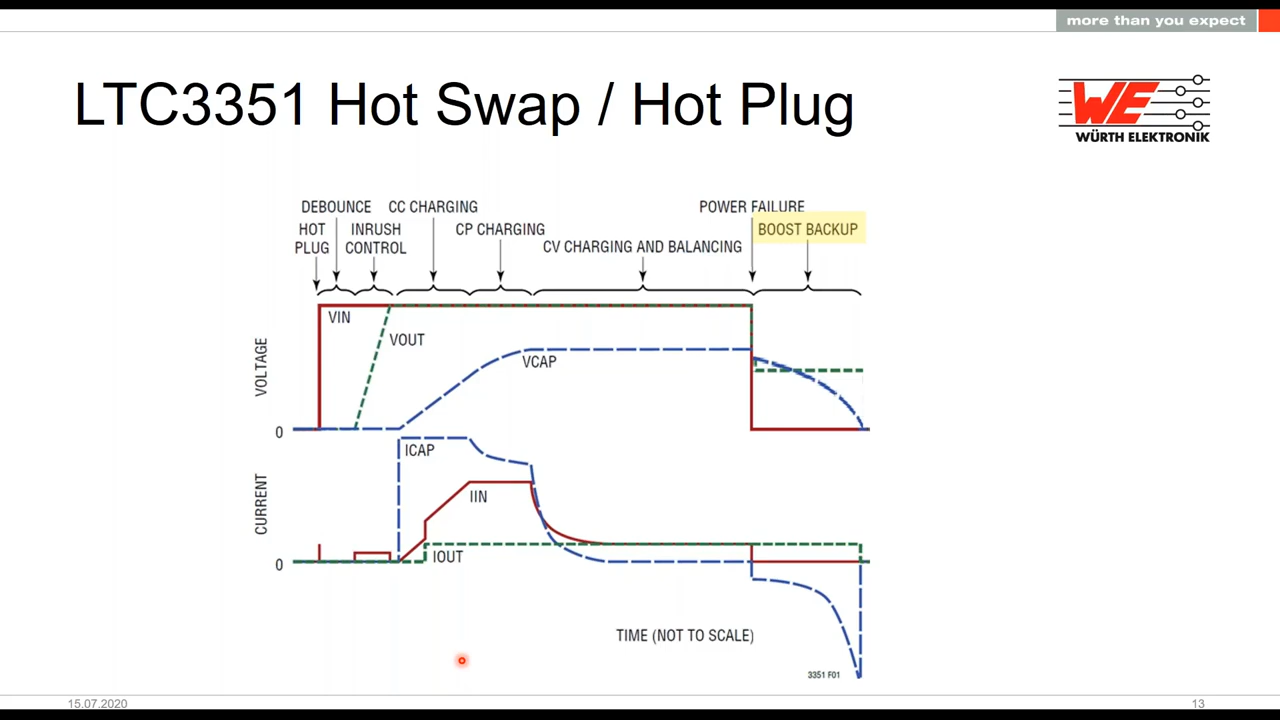 more than you expect
LTC3351 Hot Swap / Hot Plug
WE
WÜRTH ELEKTRONIK
DEBOUNCE
CC CHARGING
POWER FAILURE
HOT
PLUG
INRUSH
CONTROL
CP CHARGING
BOOST BACKUP
CV CHARGING AND BALANCING
VIN
VOUT
VCAP
VOLTAGE
0
ICAP
IIN
IOUT
CURRENT
0
TIME (NOT TO SCALE)
3351 F01
15.07.2020
13